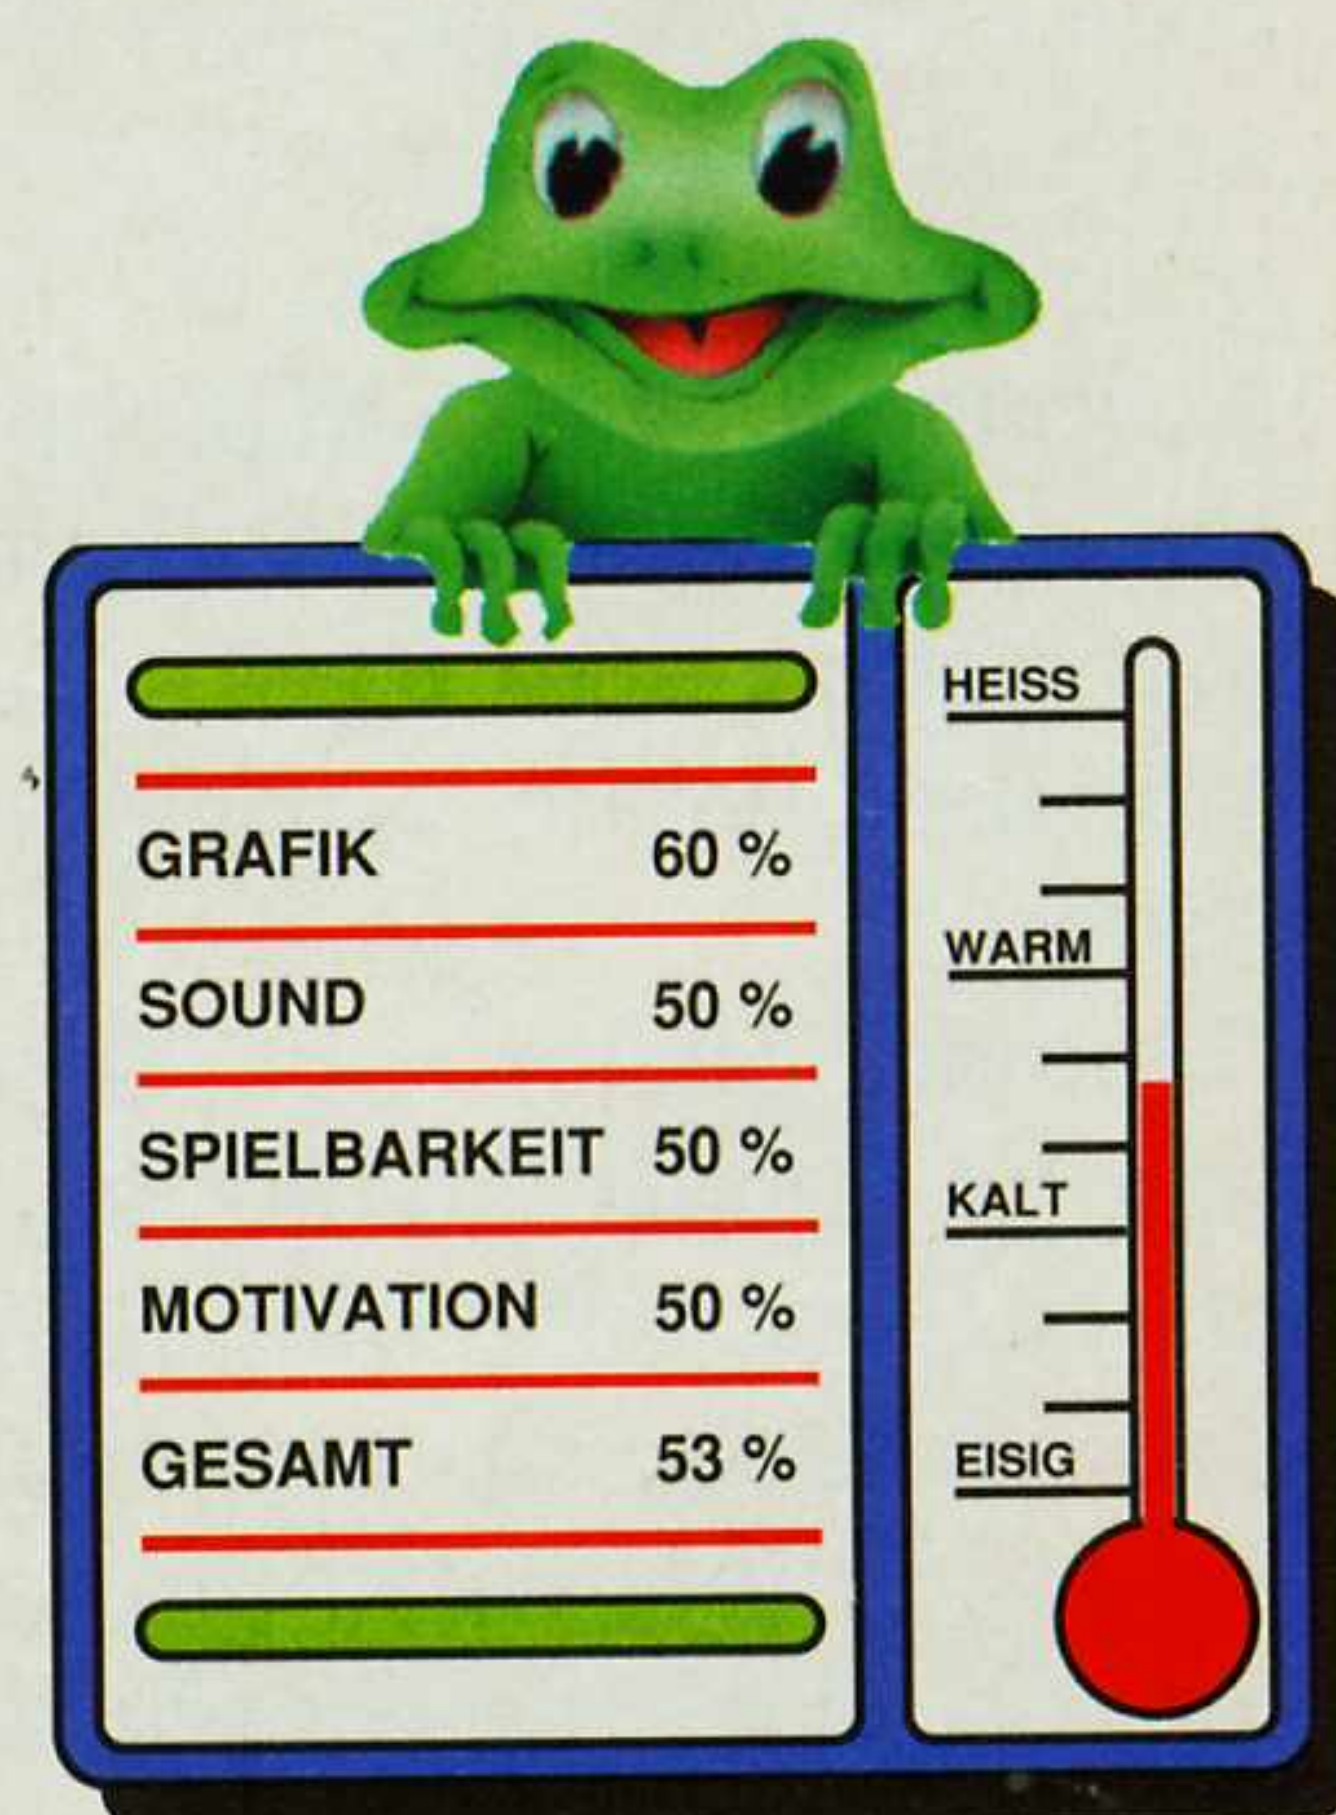 GRAFIK 60 %
SOUND 50 %
SPIELBARKEIT 50 %
MOTIVATION 50 %
GESAMT 53 %
HEISS
WARM
KALT
EISIG